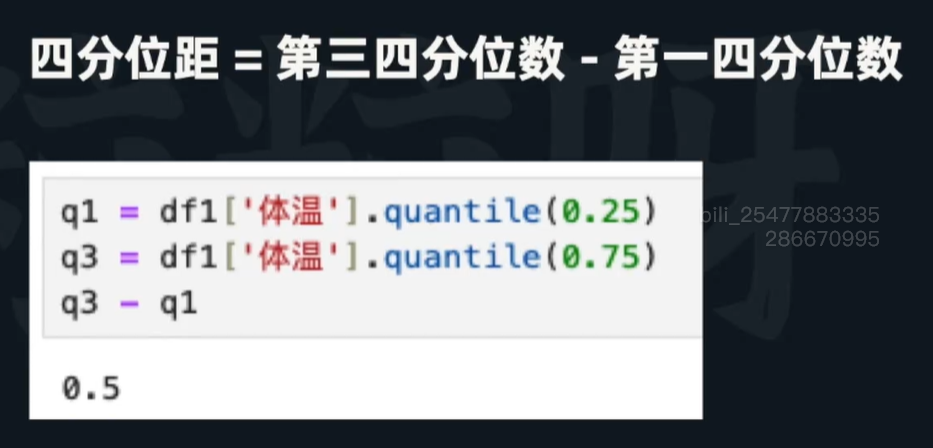 四分位距 = 第三四分位数 - 第一四分位数
q1 = df1['体温'].quantile(0.25)
q3 = df1['体温'].quantile(0.75)
q3 - q1
0.5
bili_25477883335
286670995